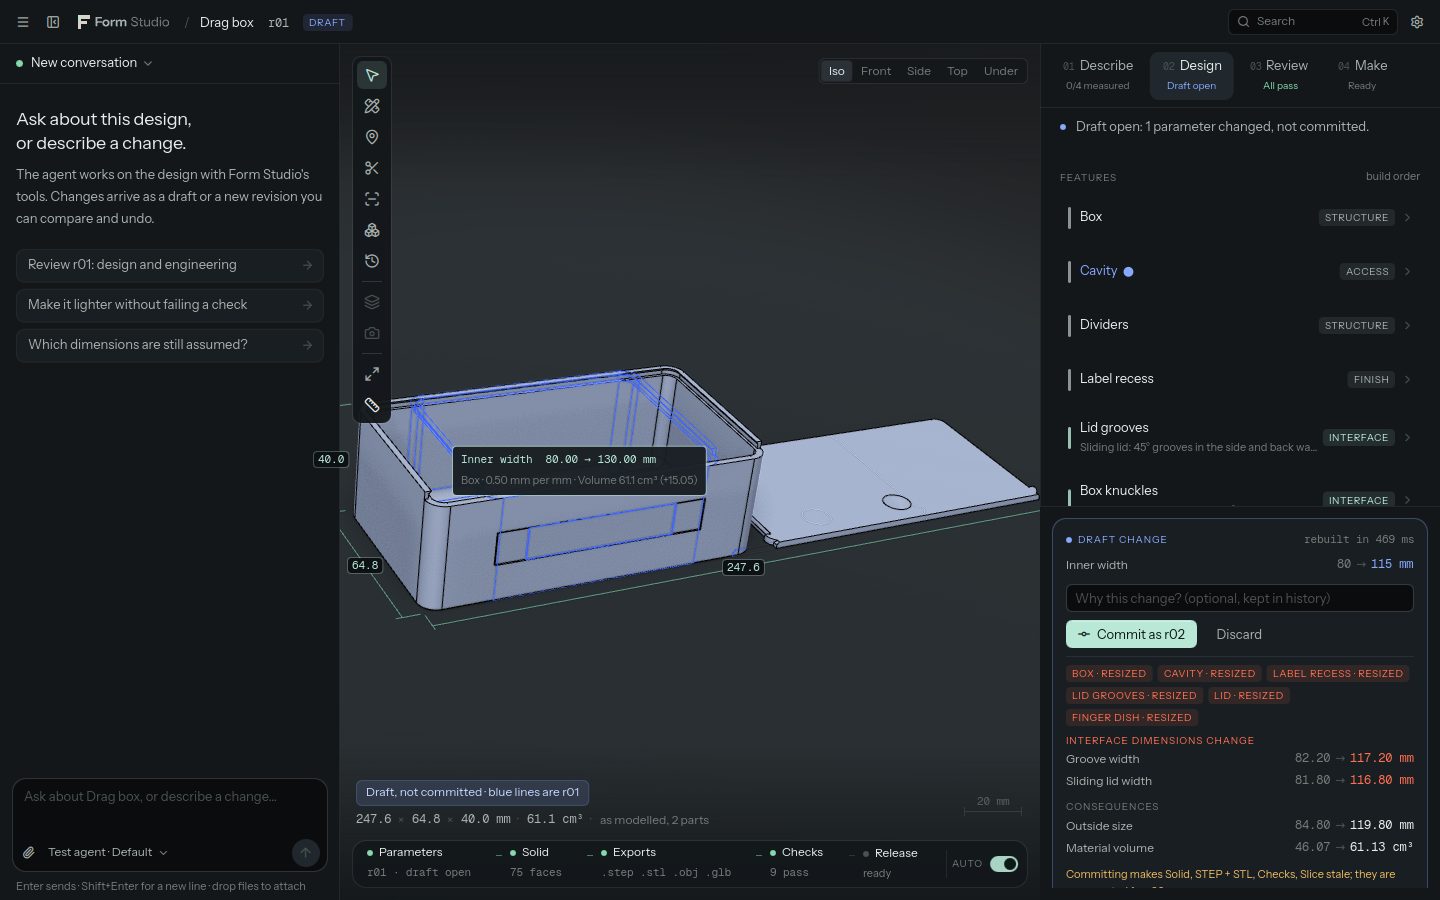 Form Studio / Drag box r01 DRAFT
Search Ctrl K
New conversation
Ask about this design,
or describe a change.
The agent works on the design with Form Studio's
tools. Changes arrive as a draft or a new revision you
can compare and undo.
Review r01: design and engineering
Make it lighter without failing a check
Which dimensions are still assumed?
Ask about Drag box, or describe a change...
Test agent · Default
Enter sends · Shift+Enter for a new line · drop files to attach
Iso Front Side Top Under
40.0
64.8
247.6
Inner width 80.00 → 130.00 mm
Box · 0.50 mm per mm · Volume 61.1 cm³ (+15.05)
Draft, not committed · blue lines are r01
247.6 × 64.8 × 40.0 mm · 61.1 cm³ · as modelled, 2 parts
20 mm
Parameters
r01 · draft open
Solid
75 faces
Exports
.step .stl .obj .glb
Checks
9 pass
Release
ready
AUTO
01 Describe
0/4 measured
02 Design
Draft open
03 Review
All pass
04 Make
Ready
Draft open: 1 parameter changed, not committed.
FEATURES build order
Box STRUCTURE
Cavity ACCESS
Dividers STRUCTURE
Label recess FINISH
Lid grooves INTERFACE
Sliding lid: 45° grooves in the side and back wa...
Box knuckles INTERFACE
DRAFT CHANGE rebuilt in 469 ms
Inner width 80 → 115 mm
Why this change? (optional, kept in history)
Commit as r02 Discard
BOX · RESIZED CAVITY · RESIZED LABEL RECESS · RESIZED
LID GROOVES · RESIZED LID · RESIZED
FINGER DISH · RESIZED
INTERFACE DIMENSIONS CHANGE
Groove width 82.20 → 117.20 mm
Sliding lid width 81.80 → 116.80 mm
CONSEQUENCES
Outside size 84.80 → 119.80 mm
Material volume 46.07 → 61.13 cm³
Committing makes Solid, STEP + STL, Checks, Slice stale; they are